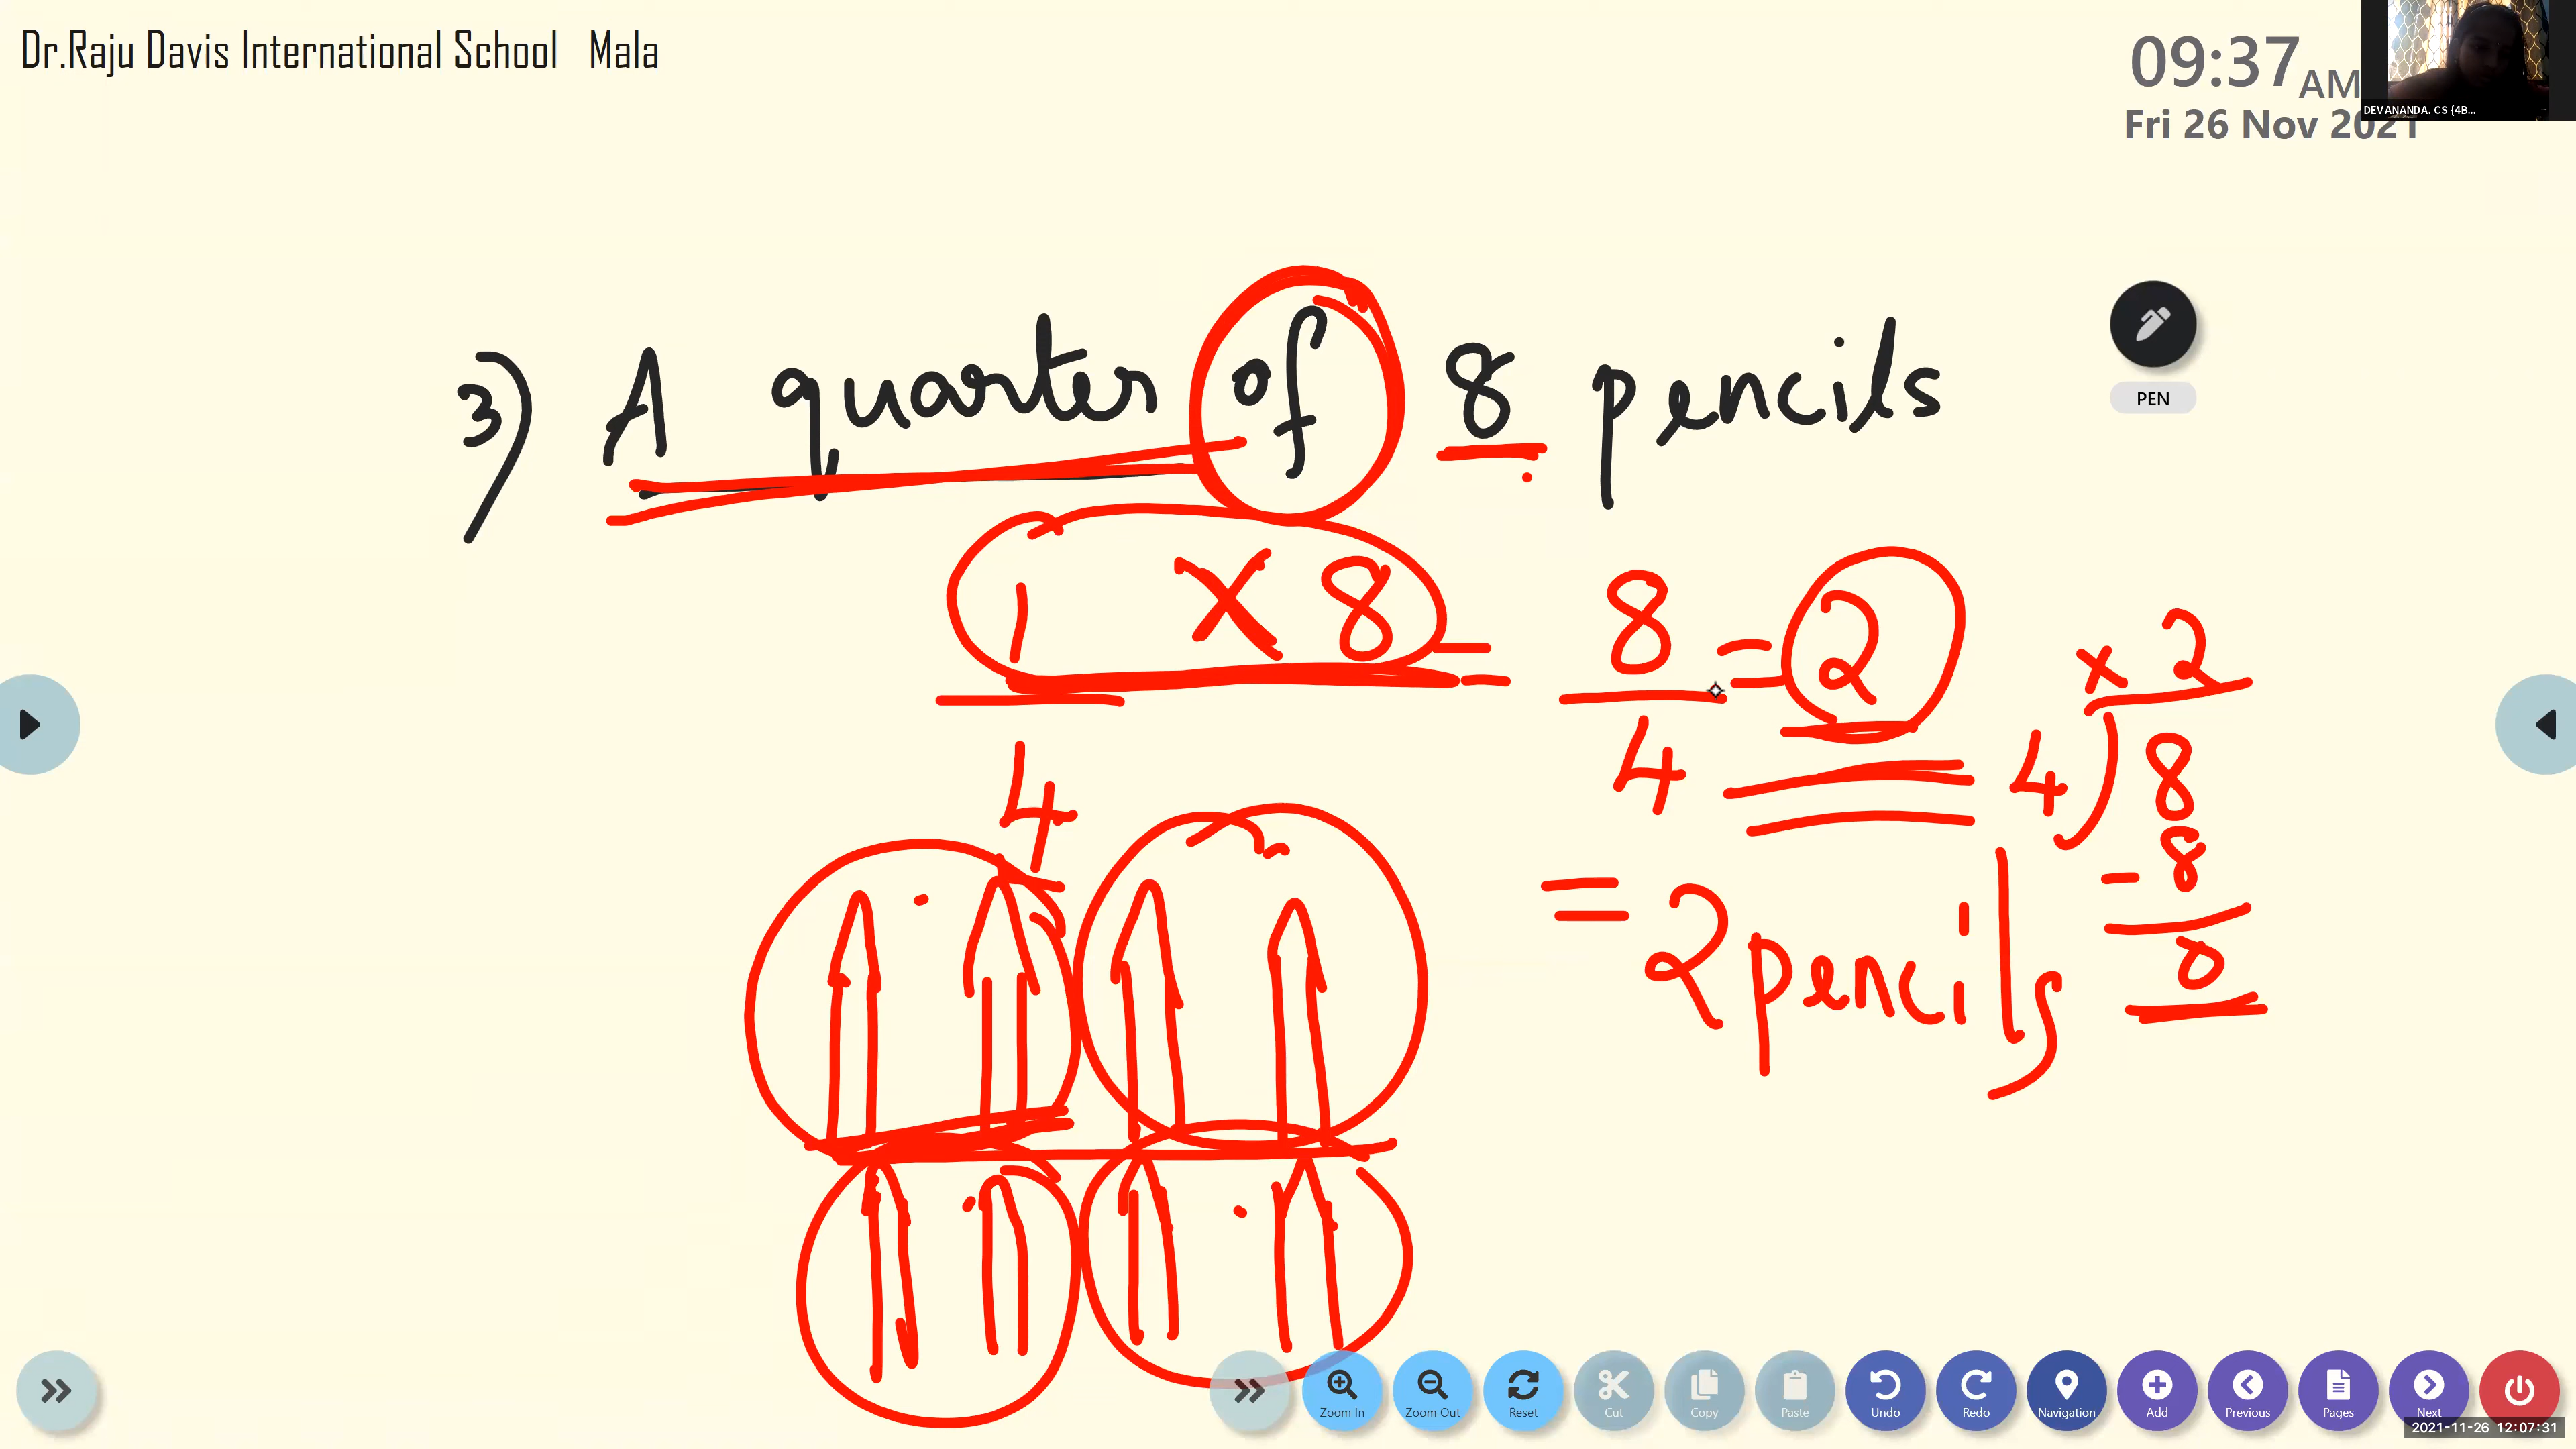 Dr.Raju Davis International School Mala
09:37 AM
Fri 26 Nov 2021
DEVANANDA. CS {4B...
3) A quarter of 8 pencils
PEN
1 × 8 = 8 = 2
4 4
× 2
4) 8
- 8
0
= 2 pencils
Zoom In Zoom Out Reset Cut Copy Paste Undo Redo Navigation Add Previous Pages Next
2021-11-26 12:07:31